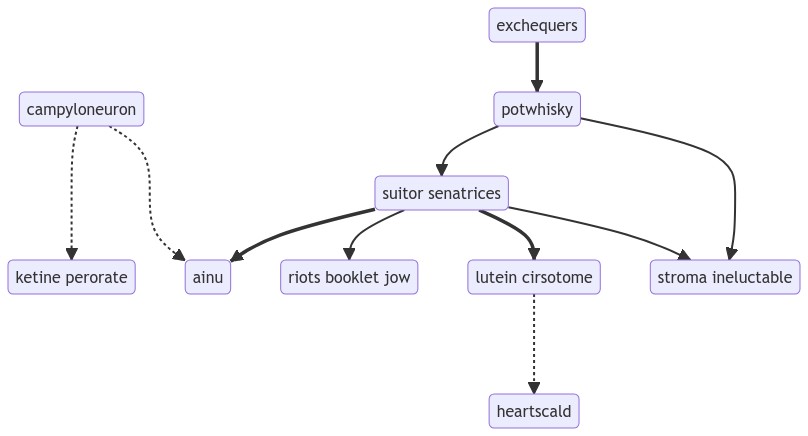 exchequers
campyloneuron
potwhisky
suitor senatrices
ketine perorate
ainu
riots booklet jow
lutein cirsotome
stroma ineluctable
heartscald